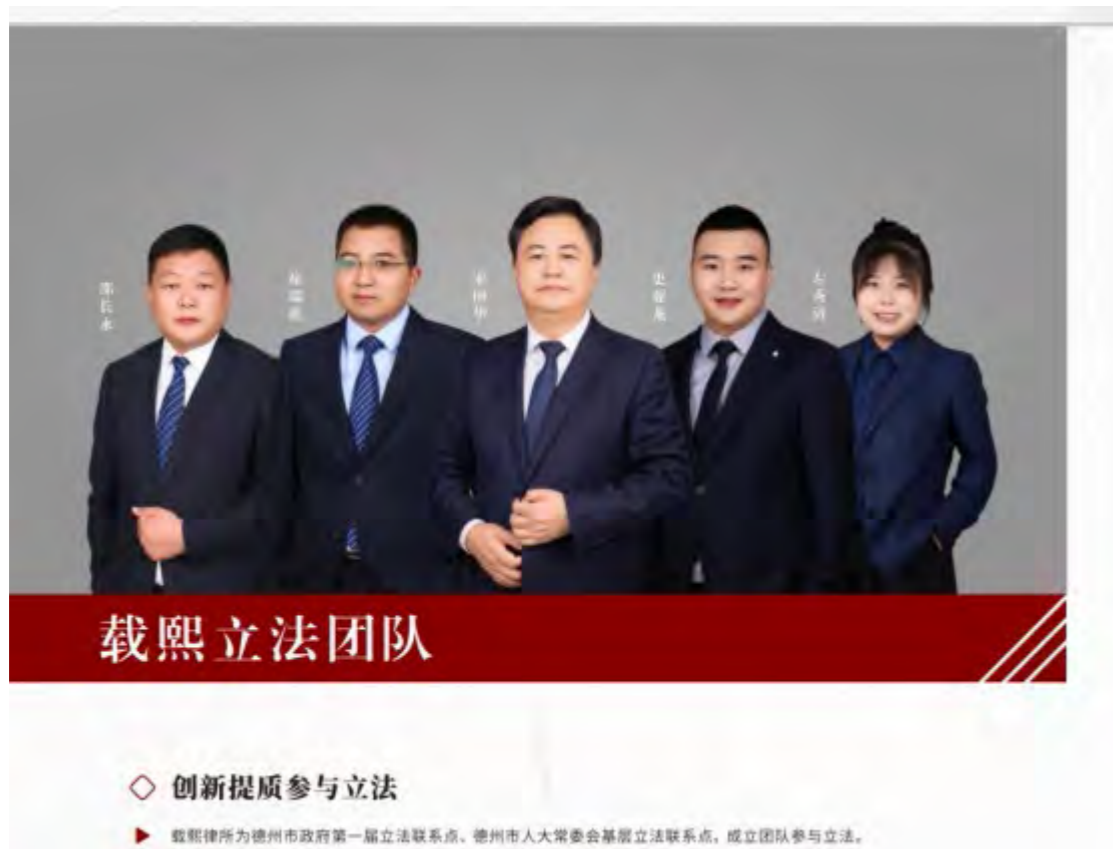 载熙立法团队
创新提质参与立法
载熙律所为德州市政府第一届立法联系点、德州市人大常委会基层立法联系点,成立团队参与立法。